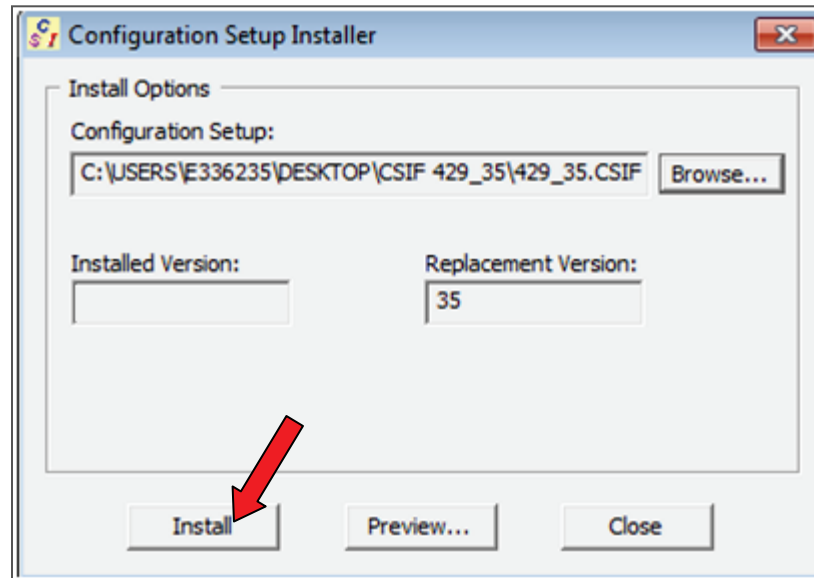 CSI Configuration Setup Installer
Install Options
Configuration Setup:
C:\USERS\E336235\DESKTOP\CSIF 429_35\429_35.CSIF Browse...
Installed Version: Replacement Version:
35
Install Preview... Close